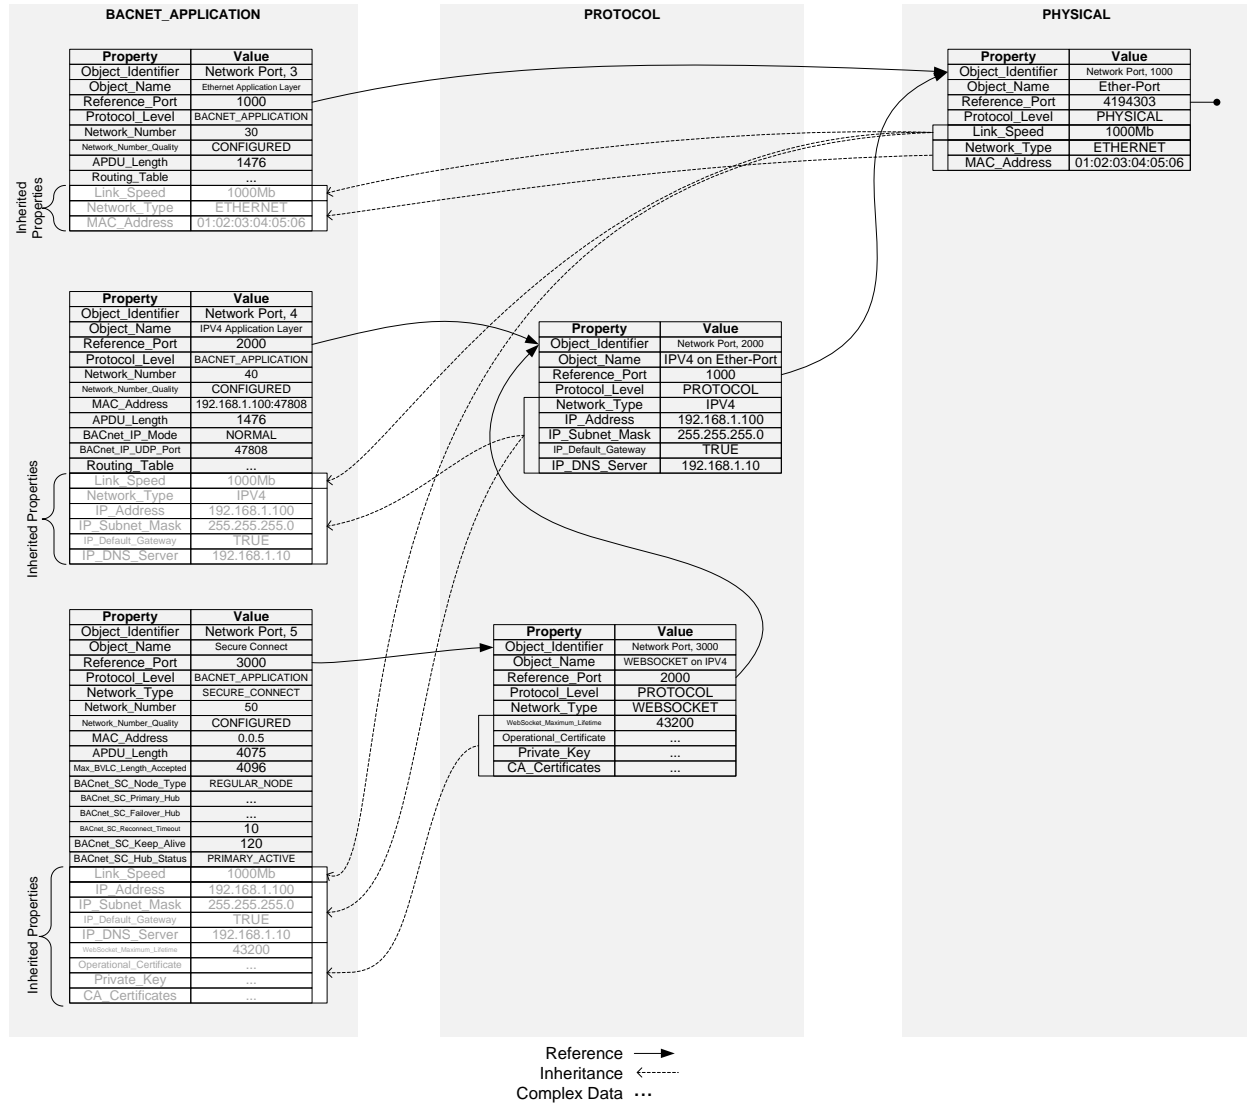 BACNET_APPLICATION
PROTOCOL
PHYSICAL
Property Value
Object_Identifier Network Port, 3
Object_Name Ethernet Application Layer
Reference_Port 1000
Protocol_Level BACNET_APPLICATION
Network_Number 30
Network_Number_Quality CONFIGURED
APDU_Length 1476
Routing_Table ...
Link_Speed 1000Mb
Network_Type ETHERNET
MAC_Address 01:02:03:04:05:06
Inherited
Properties
Property Value
Object_Identifier Network Port, 1000
Object_Name Ether-Port
Reference_Port 4194303
Protocol_Level PHYSICAL
Link_Speed 1000Mb
Network_Type ETHERNET
MAC_Address 01:02:03:04:05:06
Property Value
Object_Identifier Network Port, 4
Object_Name IPV4 Application Layer
Reference_Port 2000
Protocol_Level BACNET_APPLICATION
Network_Number 40
Network_Number_Quality CONFIGURED
MAC_Address 192.168.1.100:47808
APDU_Length 1476
BACnet_IP_Mode NORMAL
BACnet_IP_UDP_Port 47808
Routing_Table ...
Link_Speed 1000Mb
Network_Type IPV4
IP_Address 192.168.1.100
IP_Subnet_Mask 255.255.255.0
IP_Default_Gateway TRUE
IP_DNS_Server 192.168.1.10
Inherited Properties
Property Value
Object_Identifier Network Port, 2000
Object_Name IPV4 on Ether-Port
Reference_Port 1000
Protocol_Level PROTOCOL
Network_Type IPV4
IP_Address 192.168.1.100
IP_Subnet_Mask 255.255.255.0
IP_Default_Gateway TRUE
IP_DNS_Server 192.168.1.10
Property Value
Object_Identifier Network Port, 5
Object_Name Secure Connect
Reference_Port 3000
Protocol_Level BACNET_APPLICATION
Network_Type SECURE_CONNECT
Network_Number 50
Network_Number_Quality CONFIGURED
MAC_Address 0.0.5
APDU_Length 4075
Max_BVLC_Length_Accepted 4096
BACnet_SC_Node_Type REGULAR_NODE
BACnet_SC_Primary_Hub ...
BACnet_SC_Failover_Hub ...
BACnet_SC_Reconnect_Timeout 10
BACnet_SC_Keep_Alive 120
BACnet_SC_Hub_Status PRIMARY_ACTIVE
Link_Speed 1000Mb
IP_Address 192.168.1.100
IP_Subnet_Mask 255.255.255.0
IP_Default_Gateway TRUE
IP_DNS_Server 192.168.1.10
WebSocket_Maximum_Lifetime 43200
Operational_Certificate ...
Private_Key ...
CA_Certificates ...
Inherited Properties
Property Value
Object_Identifier Network Port, 3000
Object_Name WEBSOCKET on IPV4
Reference_Port 2000
Protocol_Level PROTOCOL
Network_Type WEBSOCKET
WebSocket_Maximum_Lifetime 43200
Operational_Certificate ...
Private_Key ...
CA_Certificates ...
Reference
Inheritance
Complex Data ...